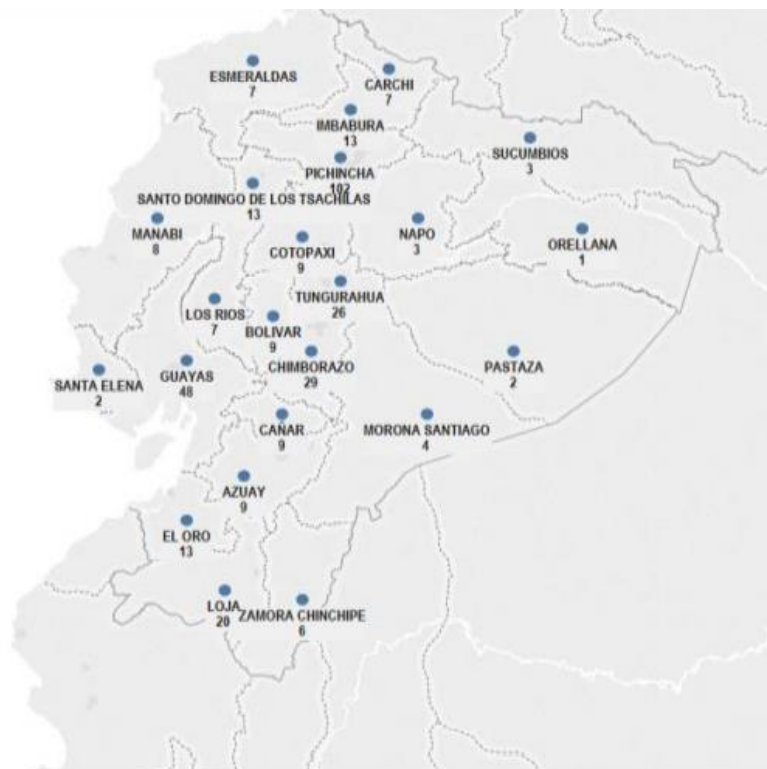 ESMERALDAS
7
CARCHI
7
IMBABURA
13
SUCUMBIOS
3
PICHINCHA
102
SANTO DOMINGO DE LOS TSACHILAS
13
MANABI
8
NAPO
3
ORELLANA
1
COTOPAXI
9
TUNGURAHUA
26
LOS RIOS
7
BOLIVAR
9
CHIMBORAZO
29
PASTAZA
2
GUAYAS
48
SANTA ELENA
2
CAÑAR
9
MORONA SANTIAGO
4
AZUAY
9
EL ORO
13
LOJA
20
ZAMORA CHINCHIPE
6